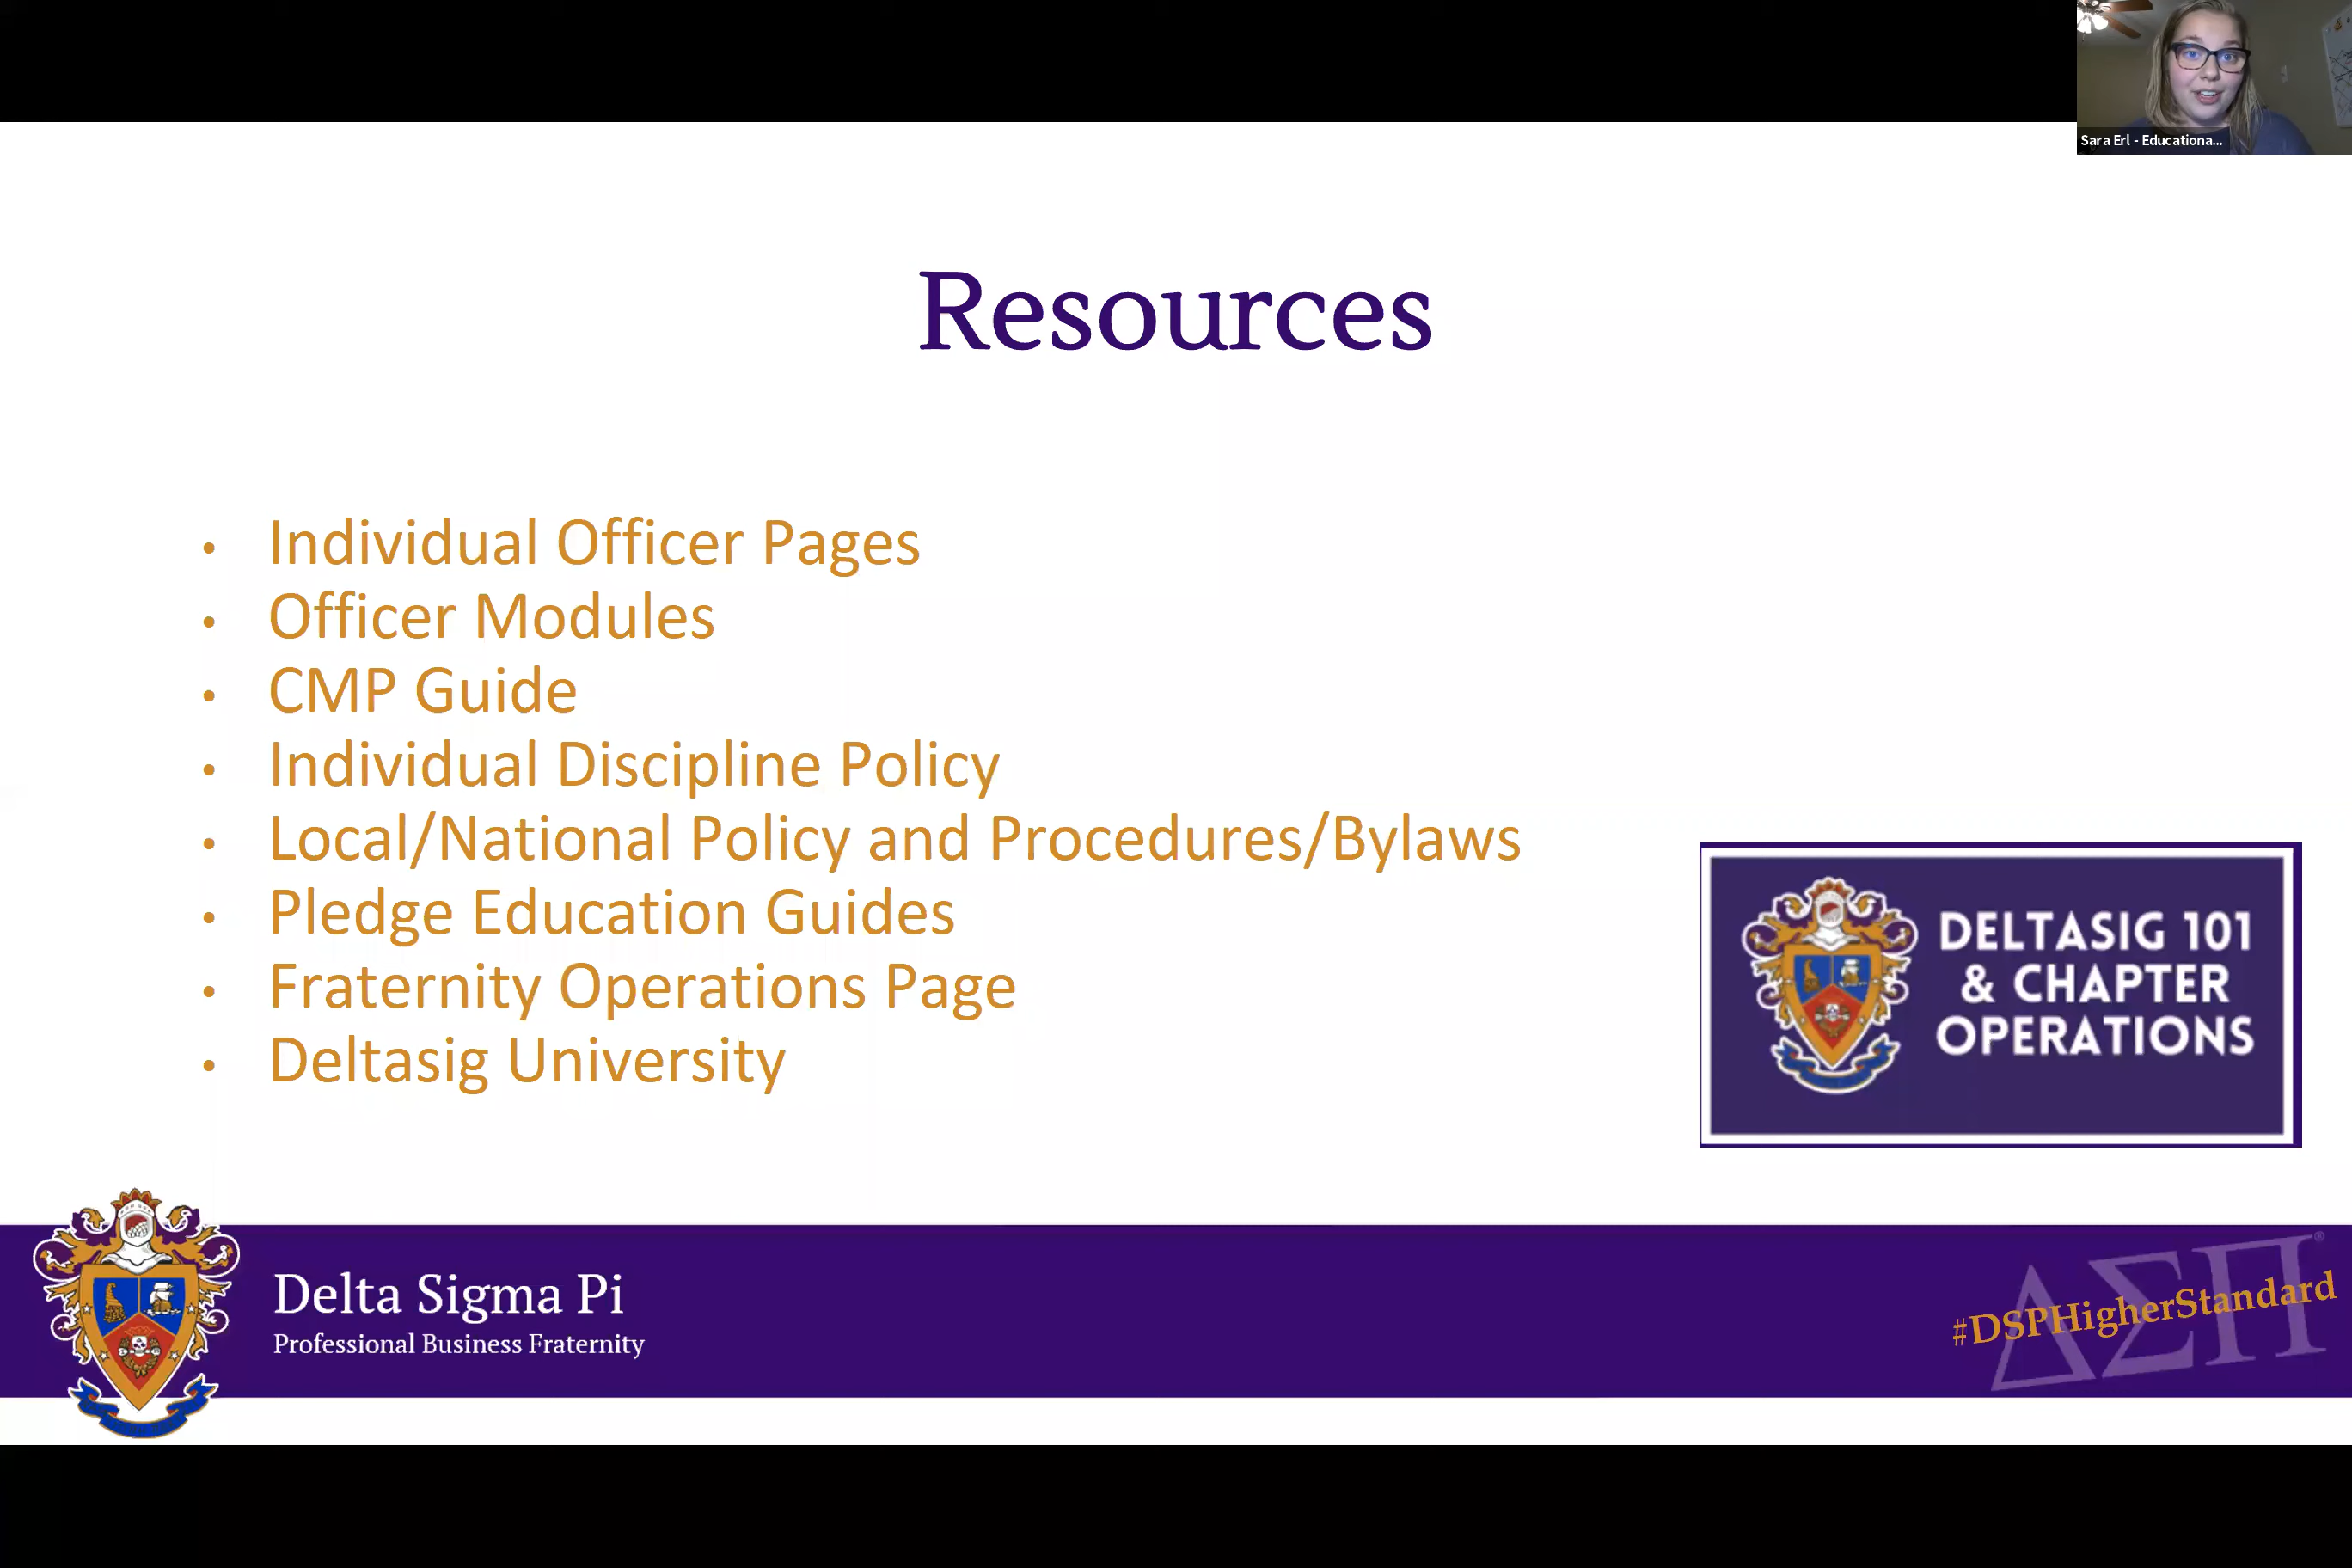 Sara Erl - Educationa...
Resources
• Individual Officer Pages
• Officer Modules
• CMP Guide
• Individual Discipline Policy
• Local/National Policy and Procedures/Bylaws
• Pledge Education Guides
• Fraternity Operations Page
• Deltasig University
DELTASIG 101
& CHAPTER
OPERATIONS
Delta Sigma Pi
Professional Business Fraternity
#DSPHigherStandard
ΔΣΠ®